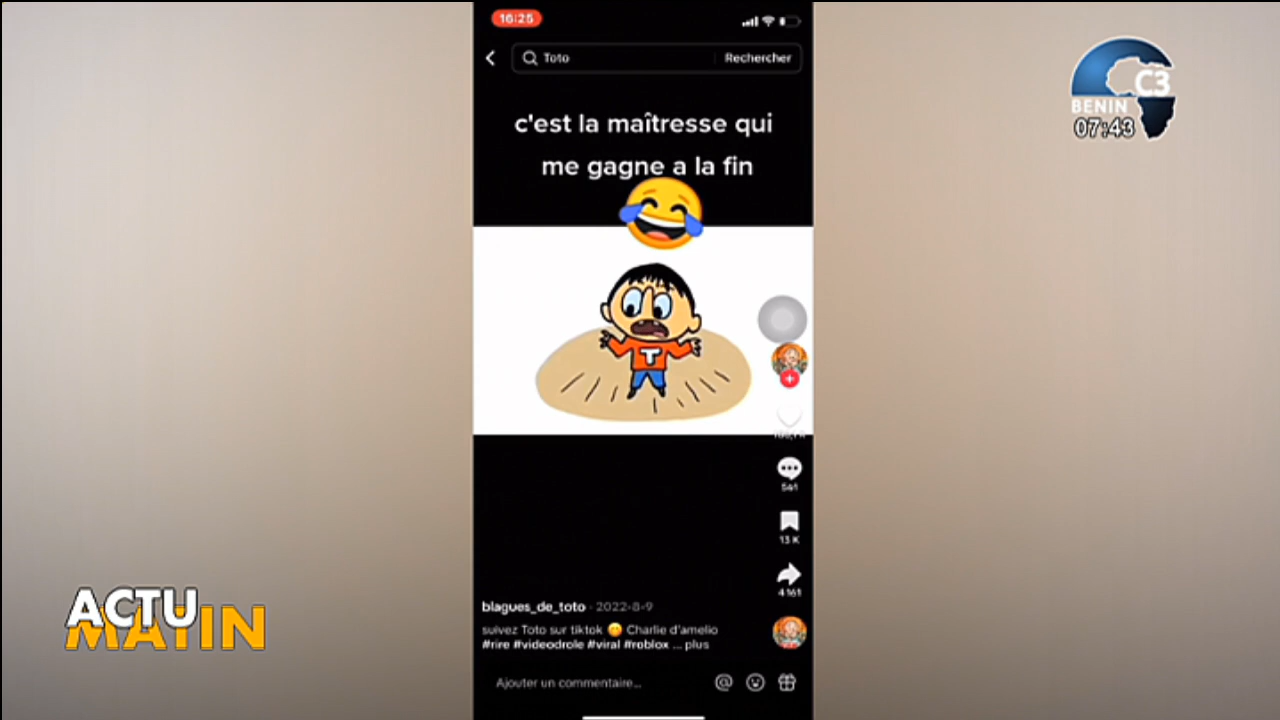 16:25
Toto
Rechercher
C3
BENIN
07:43
c'est la maîtresse qui
me gagne a la fin
T
541
13 K
4 161
ACTU
MATIN
blagues_de_toto · 2022-8-9
suivez Toto sur tiktok 😁 Charlie d'amelio
#rire #videodrole #viral #roblox ... plus
Ajouter un commentaire...